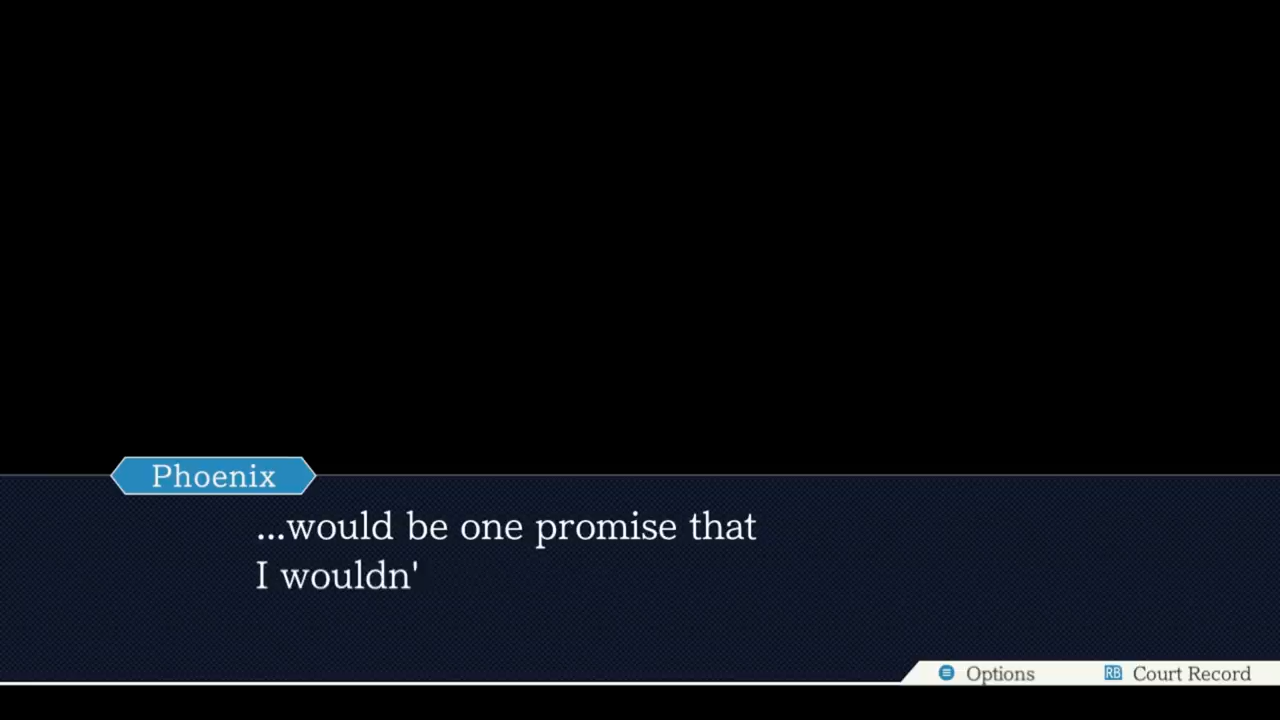 Phoenix
...would be one promise that
I wouldn'
Options
RB Court Record